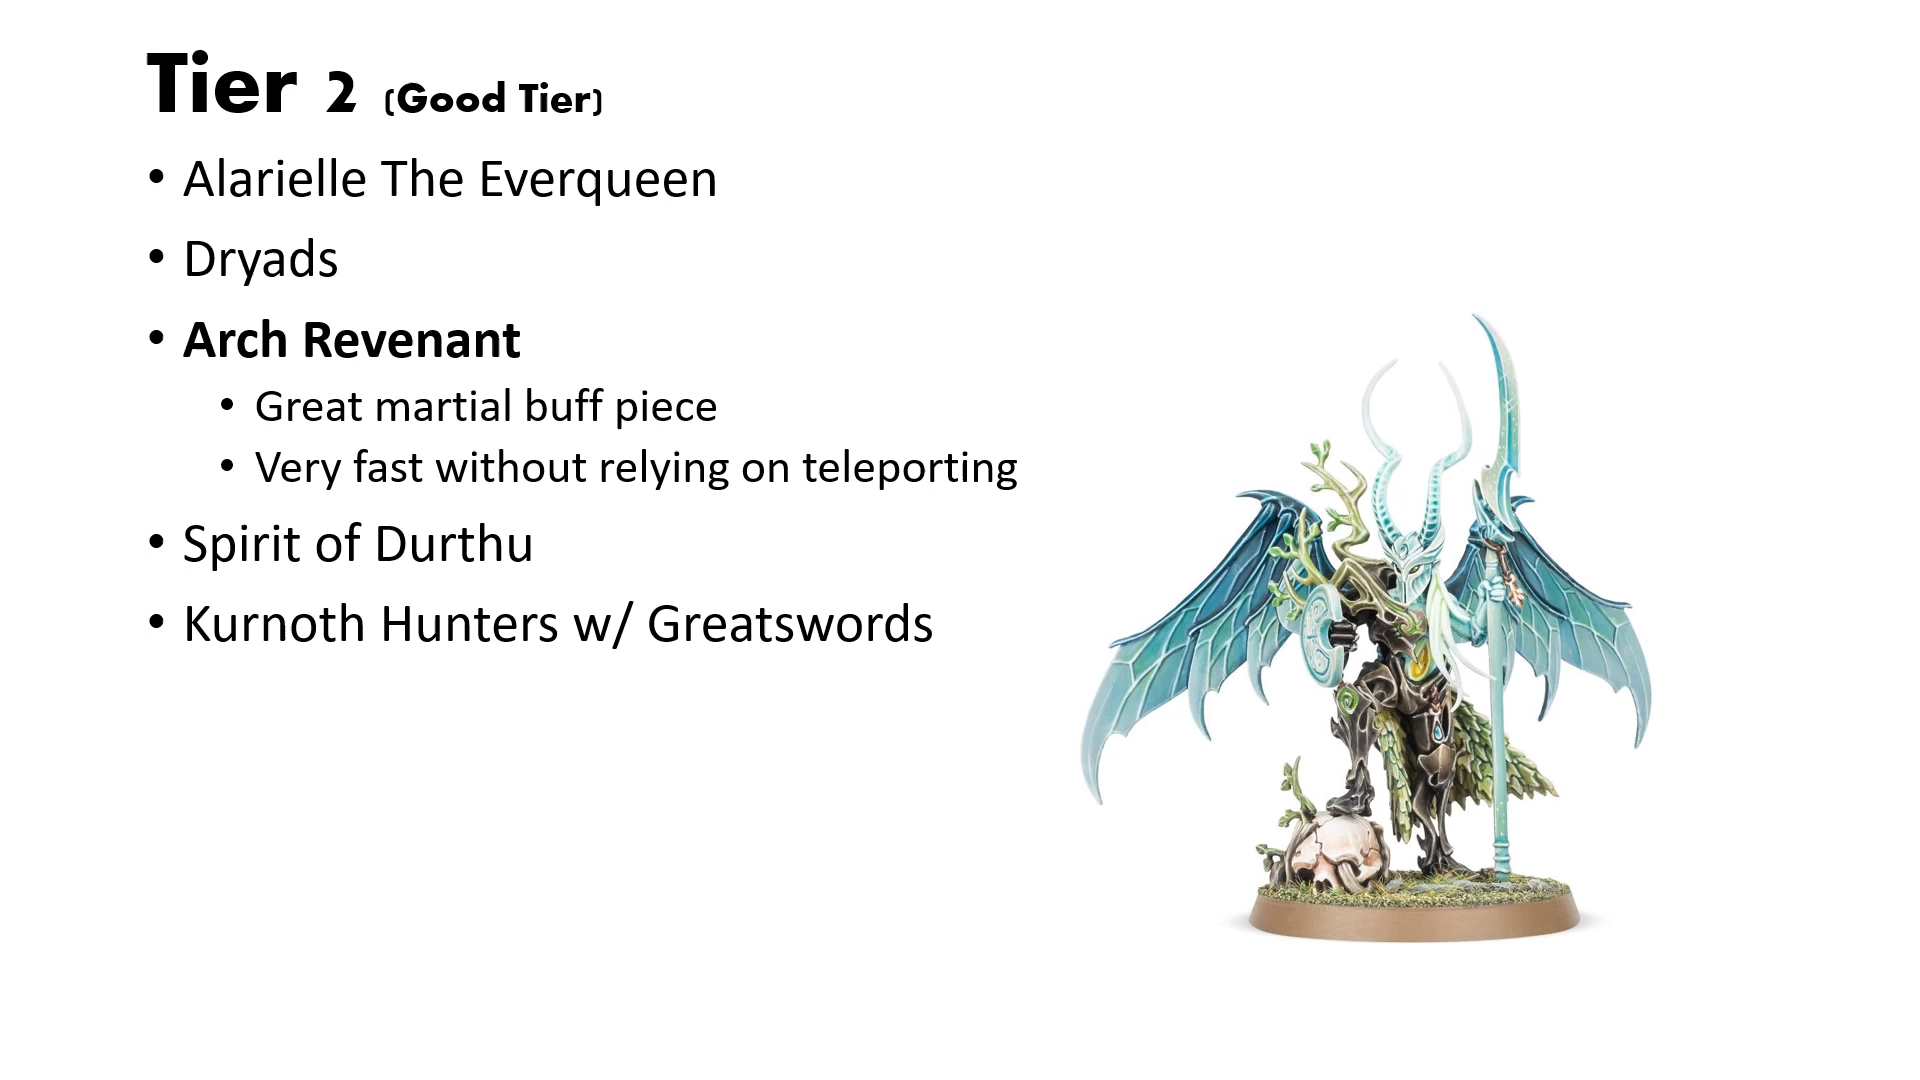 Tier 2 (Good Tier)
• Alarielle The Everqueen
• Dryads
• Arch Revenant
• Great martial buff piece
• Very fast without relying on teleporting
• Spirit of Durthu
• Kurnoth Hunters w/ Greatswords